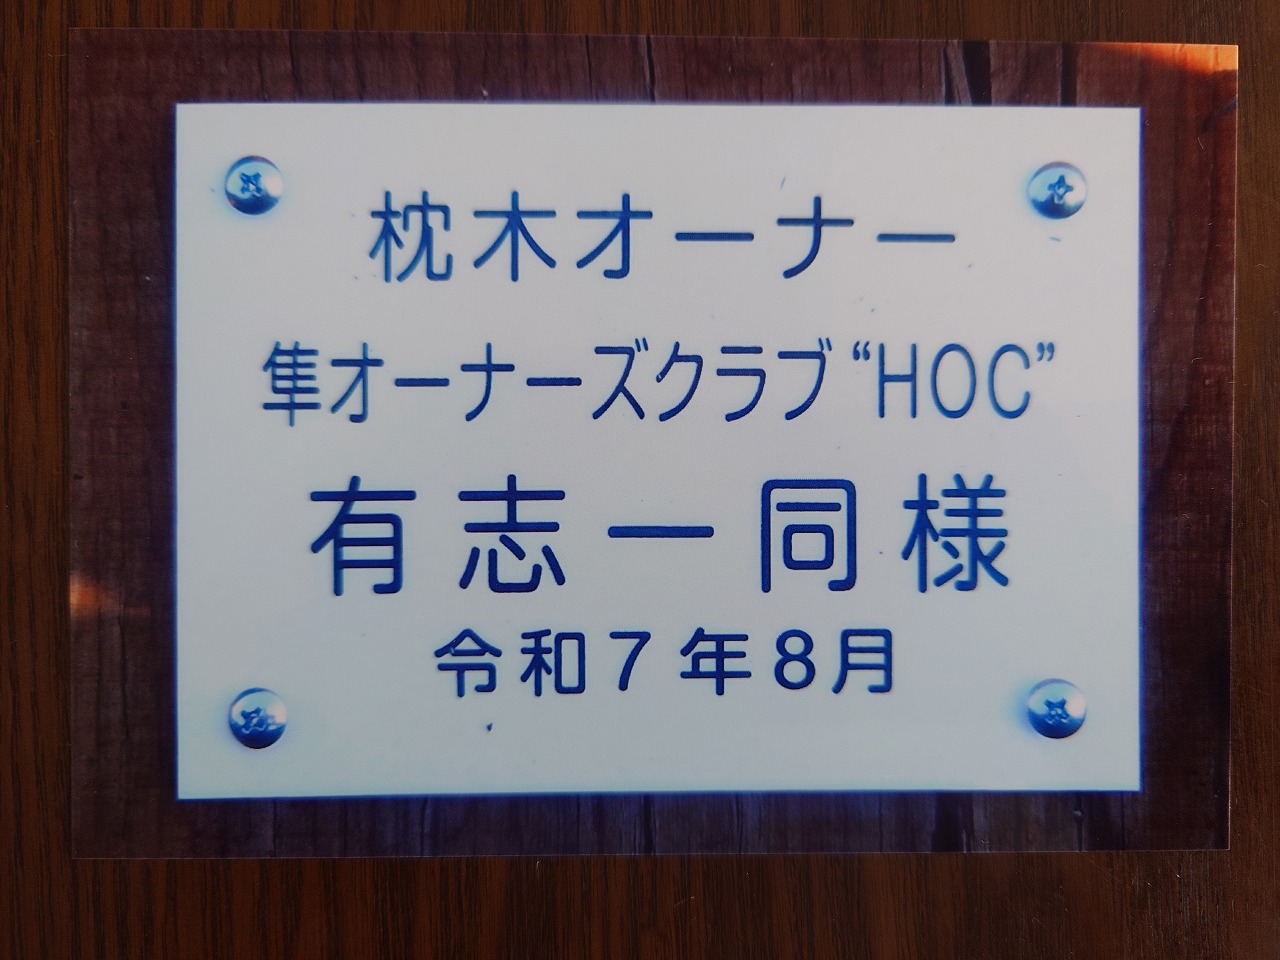 枕木オーナー
隼オーナーズクラブ“HOC”
有志一同様
令和7年8月